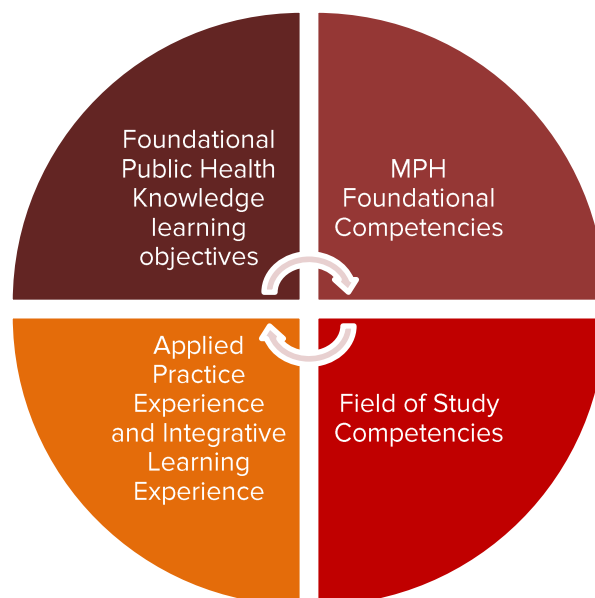 Foundational
Public Health
Knowledge
learning
objectives
MPH
Foundational
Competencies
Applied
Practice
Experience
and Integrative
Learning
Experience
Field of Study
Competencies